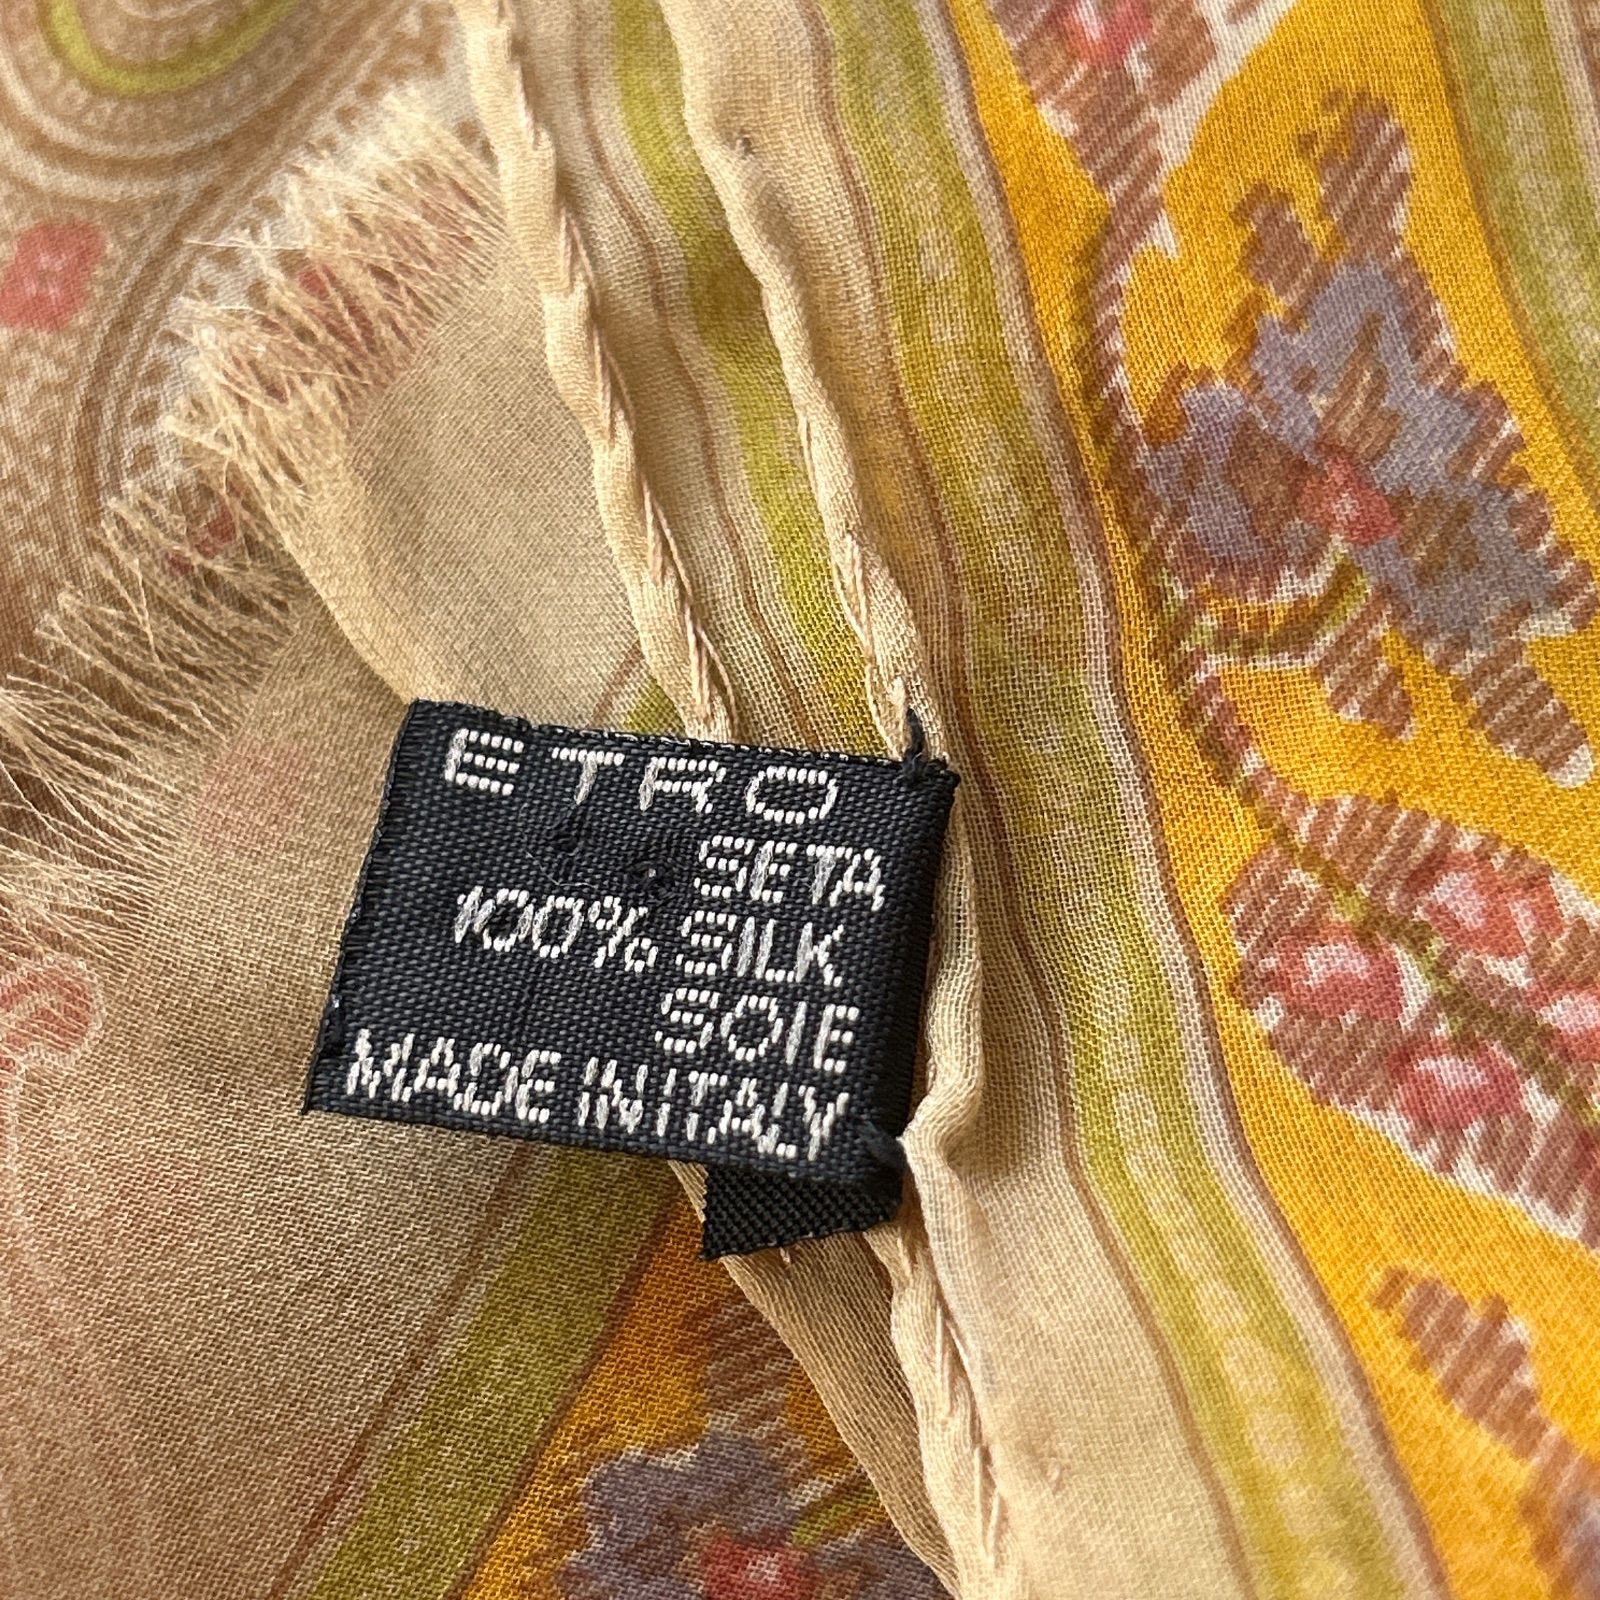 ETRO
SETA
100% SILK
SOIE
MADE IN ITALY